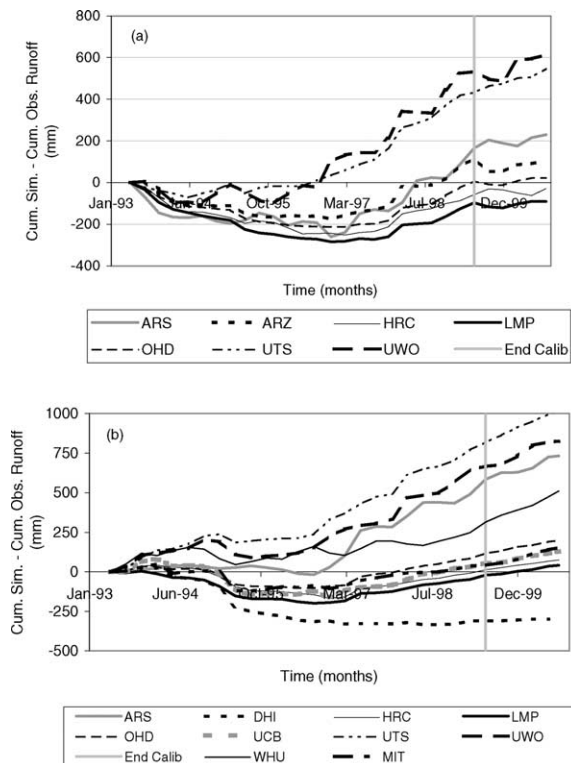 (a)
Cum. Sim. - Cum. Obs. Runoff
(mm)
800
600
400
200
0
-200
-400
Jan-93
Jun-94
Oct-95
Mar-97
Jul-98
Dec-99
Time (months)
ARS
ARZ
HRC
LMP
OHD
UTS
UWO
End Calib
(b)
Cum. Sim. - Cum. Obs. Runoff
(mm)
1000
750
500
250
0
-250
-500
Jan-93
Jun-94
Oct-95
Mar-97
Jul-98
Dec-99
Time (months)
ARS
DHI
HRC
LMP
OHD
UCB
UTS
UWO
End Calib
WHU
MIT